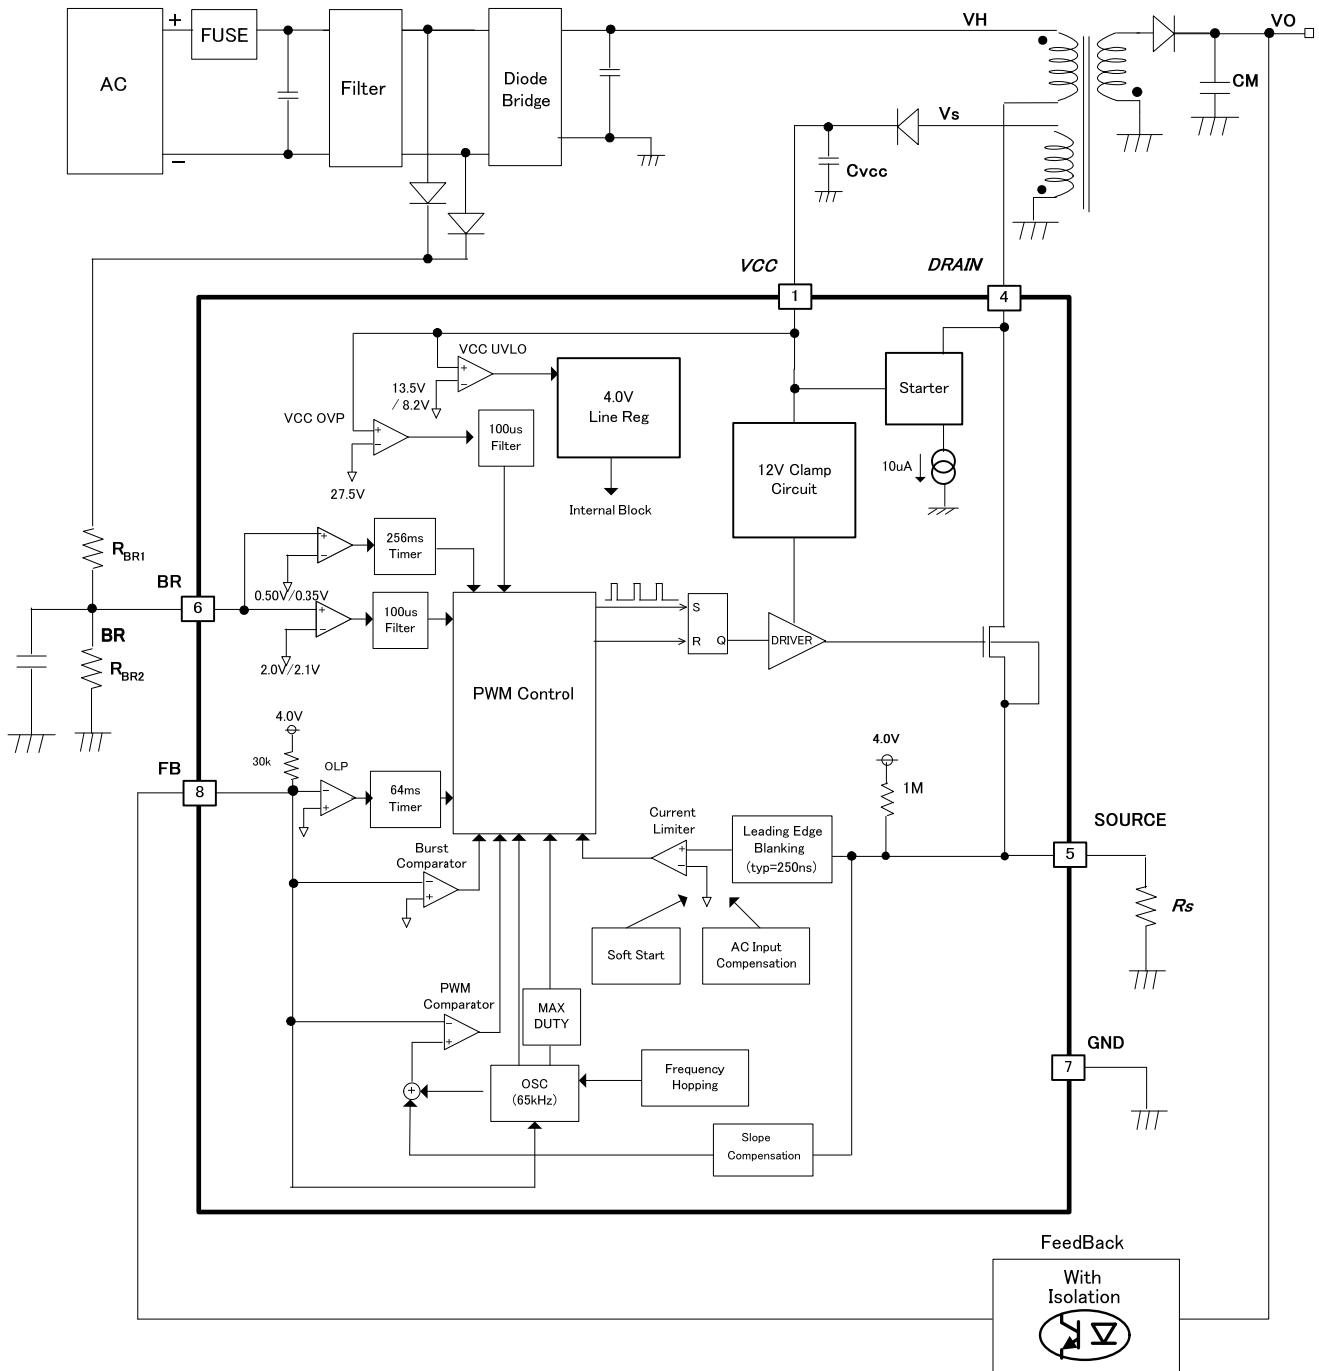 VH
VO
+
FUSE
AC
Filter
Diode
Bridge
CM
Vs
−
Cvcc
VCC
DRAIN
1
4
VCC UVLO
+
−
13.5V
/ 8.2V
4.0V
Line Reg
Starter
VCC OVP
+
−
100us
Filter
27.5V
12V Clamp
Circuit
10uA
Internal Block
RBR1
+
−
256ms
Timer
BR
6
0.50V/0.35V
+
−
100us
Filter
S
R
Q
DRIVER
BR
RBR2
2.0V/2.1V
PWM Control
4.0V
30k
4.0V
FB
8
OLP
−
+
64ms
Timer
1M
Current
Limiter
Leading Edge
Blanking
(typ=250ns)
+
−
SOURCE
5
Burst
Comparator
−
+
Rs
Soft Start
AC Input
Compensation
PWM
Comparator
−
+
MAX
DUTY
GND
7
+
OSC
(65kHz)
Frequency
Hopping
Slope
Compensation
FeedBack
With
Isolation